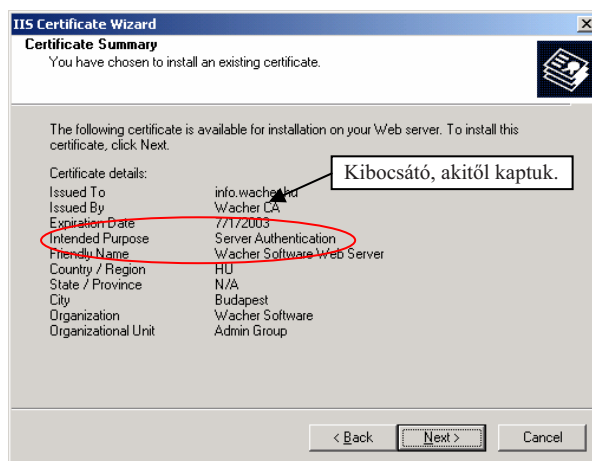 IIS Certificate Wizard
Certificate Summary
You have chosen to install an existing certificate.
The following certificate is available for installation on your Web server. To install this
certificate, click Next.
Certificate details:
Kibocsátó, akitől kaptuk.
Issued To info.wacher.hu
Issued By Wacher CA
Expiration Date 7/1/2003
Intended Purpose Server Authentication
Friendly Name Wacher Software Web Server
Country / Region HU
State / Province N/A
City Budapest
Organization Wacher Software
Organizational Unit Admin Group
< Back Next > Cancel